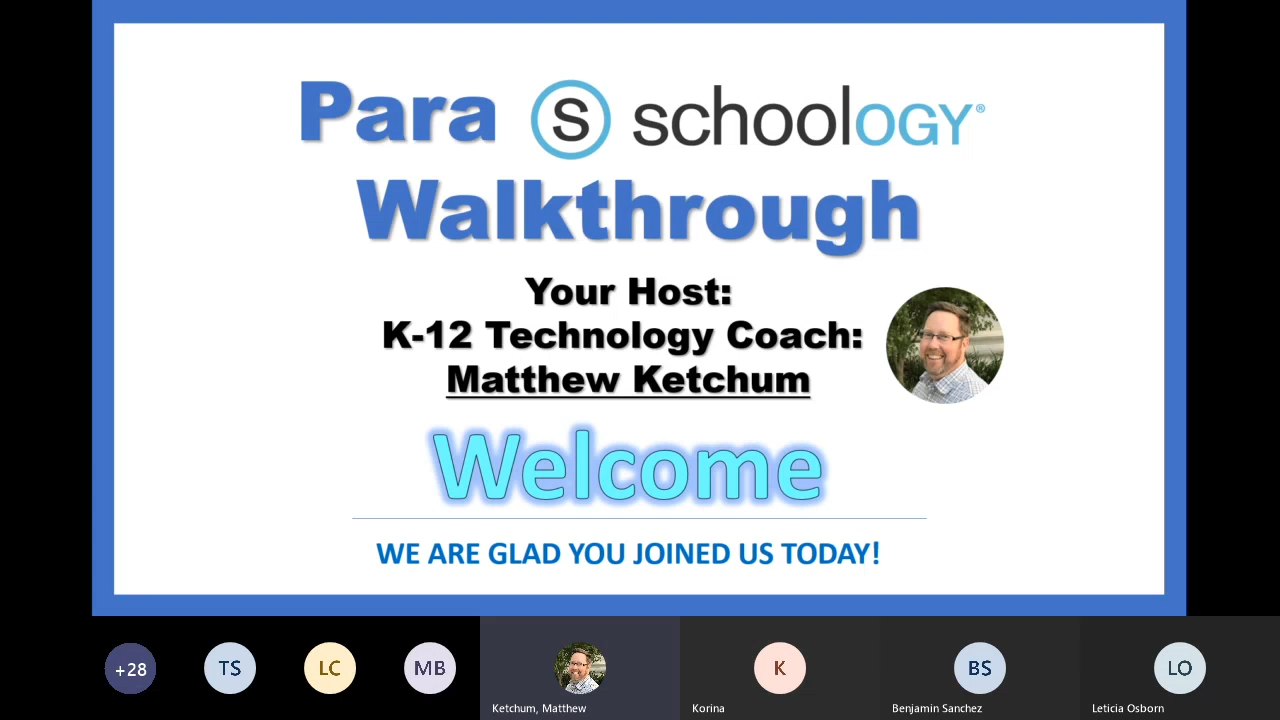 Para S schoology®
Walkthrough
Your Host:
K-12 Technology Coach:
Matthew Ketchum
Welcome
WE ARE GLAD YOU JOINED US TODAY!
+28 TS LC MB K BS LO
Ketchum, Matthew Korina Benjamin Sanchez Leticia Osborn